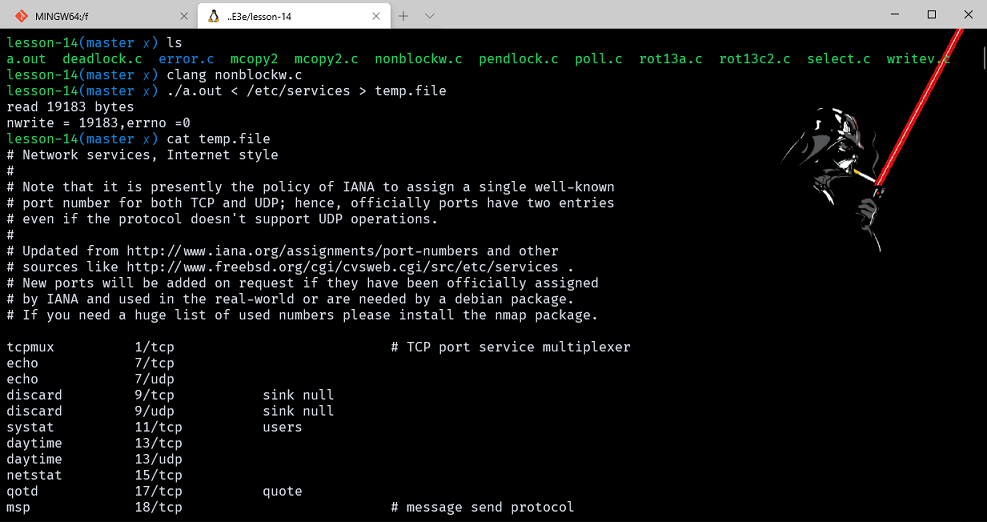 MINGW64:/f
..E3e/lesson-14
lesson-14(master x) ls
a.out  deadlock.c  error.c  mcopy2  mcopy2.c  nonblockw.c  pendlock.c  poll.c  rot13a.c  rot13c2.c  select.c  writev.c
lesson-14(master x) clang nonblockw.c
lesson-14(master x) ./a.out < /etc/services > temp.file
read 19183 bytes
nwrite = 19183,errno =0
lesson-14(master x) cat temp.file
# Network services, Internet style
#
# Note that it is presently the policy of IANA to assign a single well-known
# port number for both TCP and UDP; hence, officially ports have two entries
# even if the protocol doesn't support UDP operations.
#
# Updated from http://www.iana.org/assignments/port-numbers and other
# sources like http://www.freebsd.org/cgi/cvsweb.cgi/src/etc/services .
# New ports will be added on request if they have been officially assigned
# by IANA and used in the real-world or are needed by a debian package.
# If you need a huge list of used numbers please install the nmap package.

tcpmux          1/tcp                           # TCP port service multiplexer
echo            7/tcp
echo            7/udp
discard         9/tcp           sink null
discard         9/udp           sink null
systat          11/tcp          users
daytime         13/tcp
daytime         13/udp
netstat         15/tcp
qotd            17/tcp          quote
msp             18/tcp                          # message send protocol